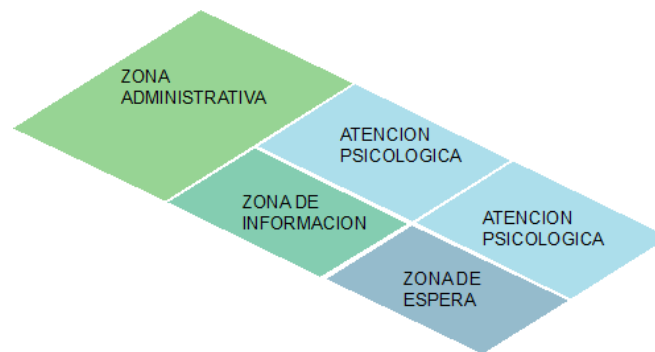 ZONA
ADMINISTRATIVA
ATENCION
PSICOLOGICA
ZONA DE
INFORMACION
ATENCION
PSICOLOGICA
ZONA DE
ESPERA